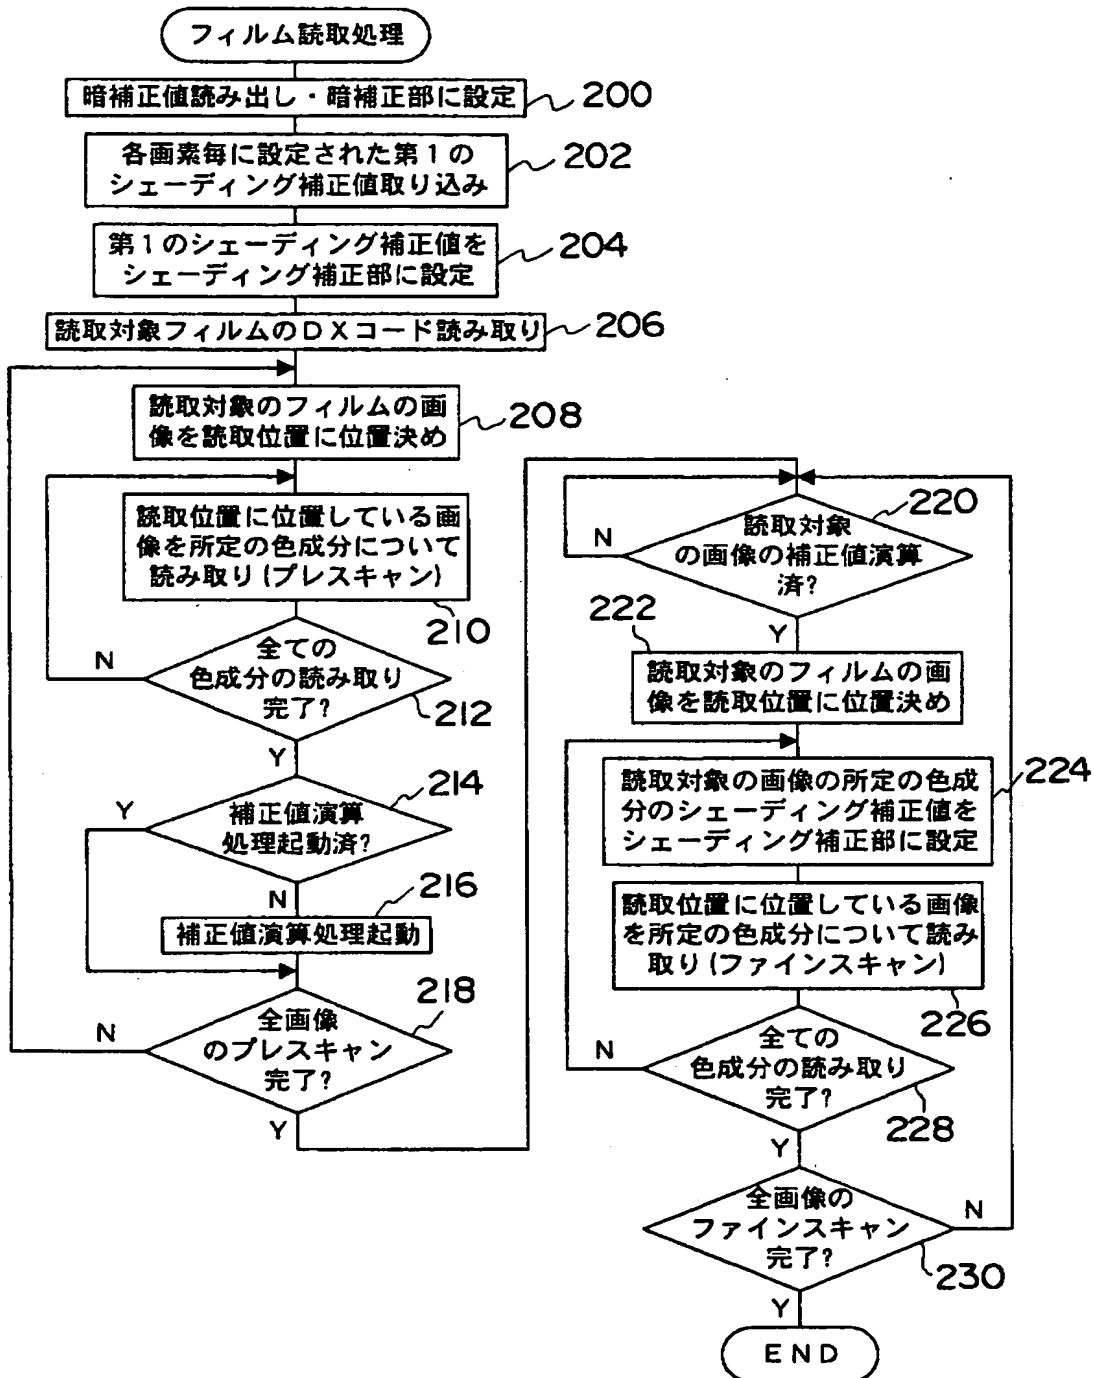 フィルム読取処理
暗補正値読み出し・暗補正部に設定
200
各画素毎に設定された第1の
シェーディング補正値取り込み
202
第1のシェーディング補正値を
シェーディング補正部に設定
204
読取対象フィルムのDXコード読み取り
206
読取対象のフィルムの画
像を読取位置に位置決め
208
読取位置に位置している画
像を所定の色成分について
読み取り(プレスキャン)
210
全ての
色成分の読み取り
完了?
N
212
Y
補正値演算
処理起動済?
Y
214
N
補正値演算処理起動
216
全画像
のプレスキャン
完了?
N
218
Y
読取対象
の画像の補正値演算
済?
N
220
Y
222
読取対象のフィルムの画
像を読取位置に位置決め
読取対象の画像の所定の色成
分のシェーディング補正値を
シェーディング補正部に設定
224
読取位置に位置している画像
を所定の色成分について読み
取り(ファインスキャン)
226
全ての
色成分の読み取り
完了?
N
228
Y
全画像の
ファインスキャン
完了?
N
230
Y
END